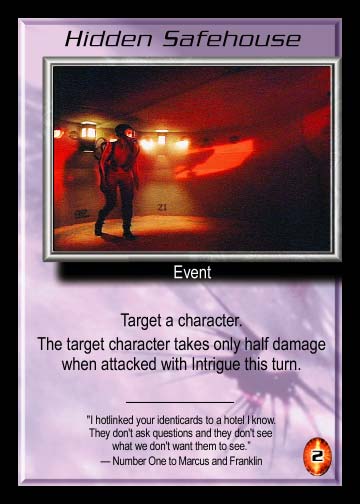 Hidden Safehouse
Event
Target a character.
The target character takes only half damage
when attacked with Intrigue this turn.
"I hotlinked your identicards to a hotel I know.
They don't ask questions and they don't see
what we don't want them to see."
— Number One to Marcus and Franklin
2